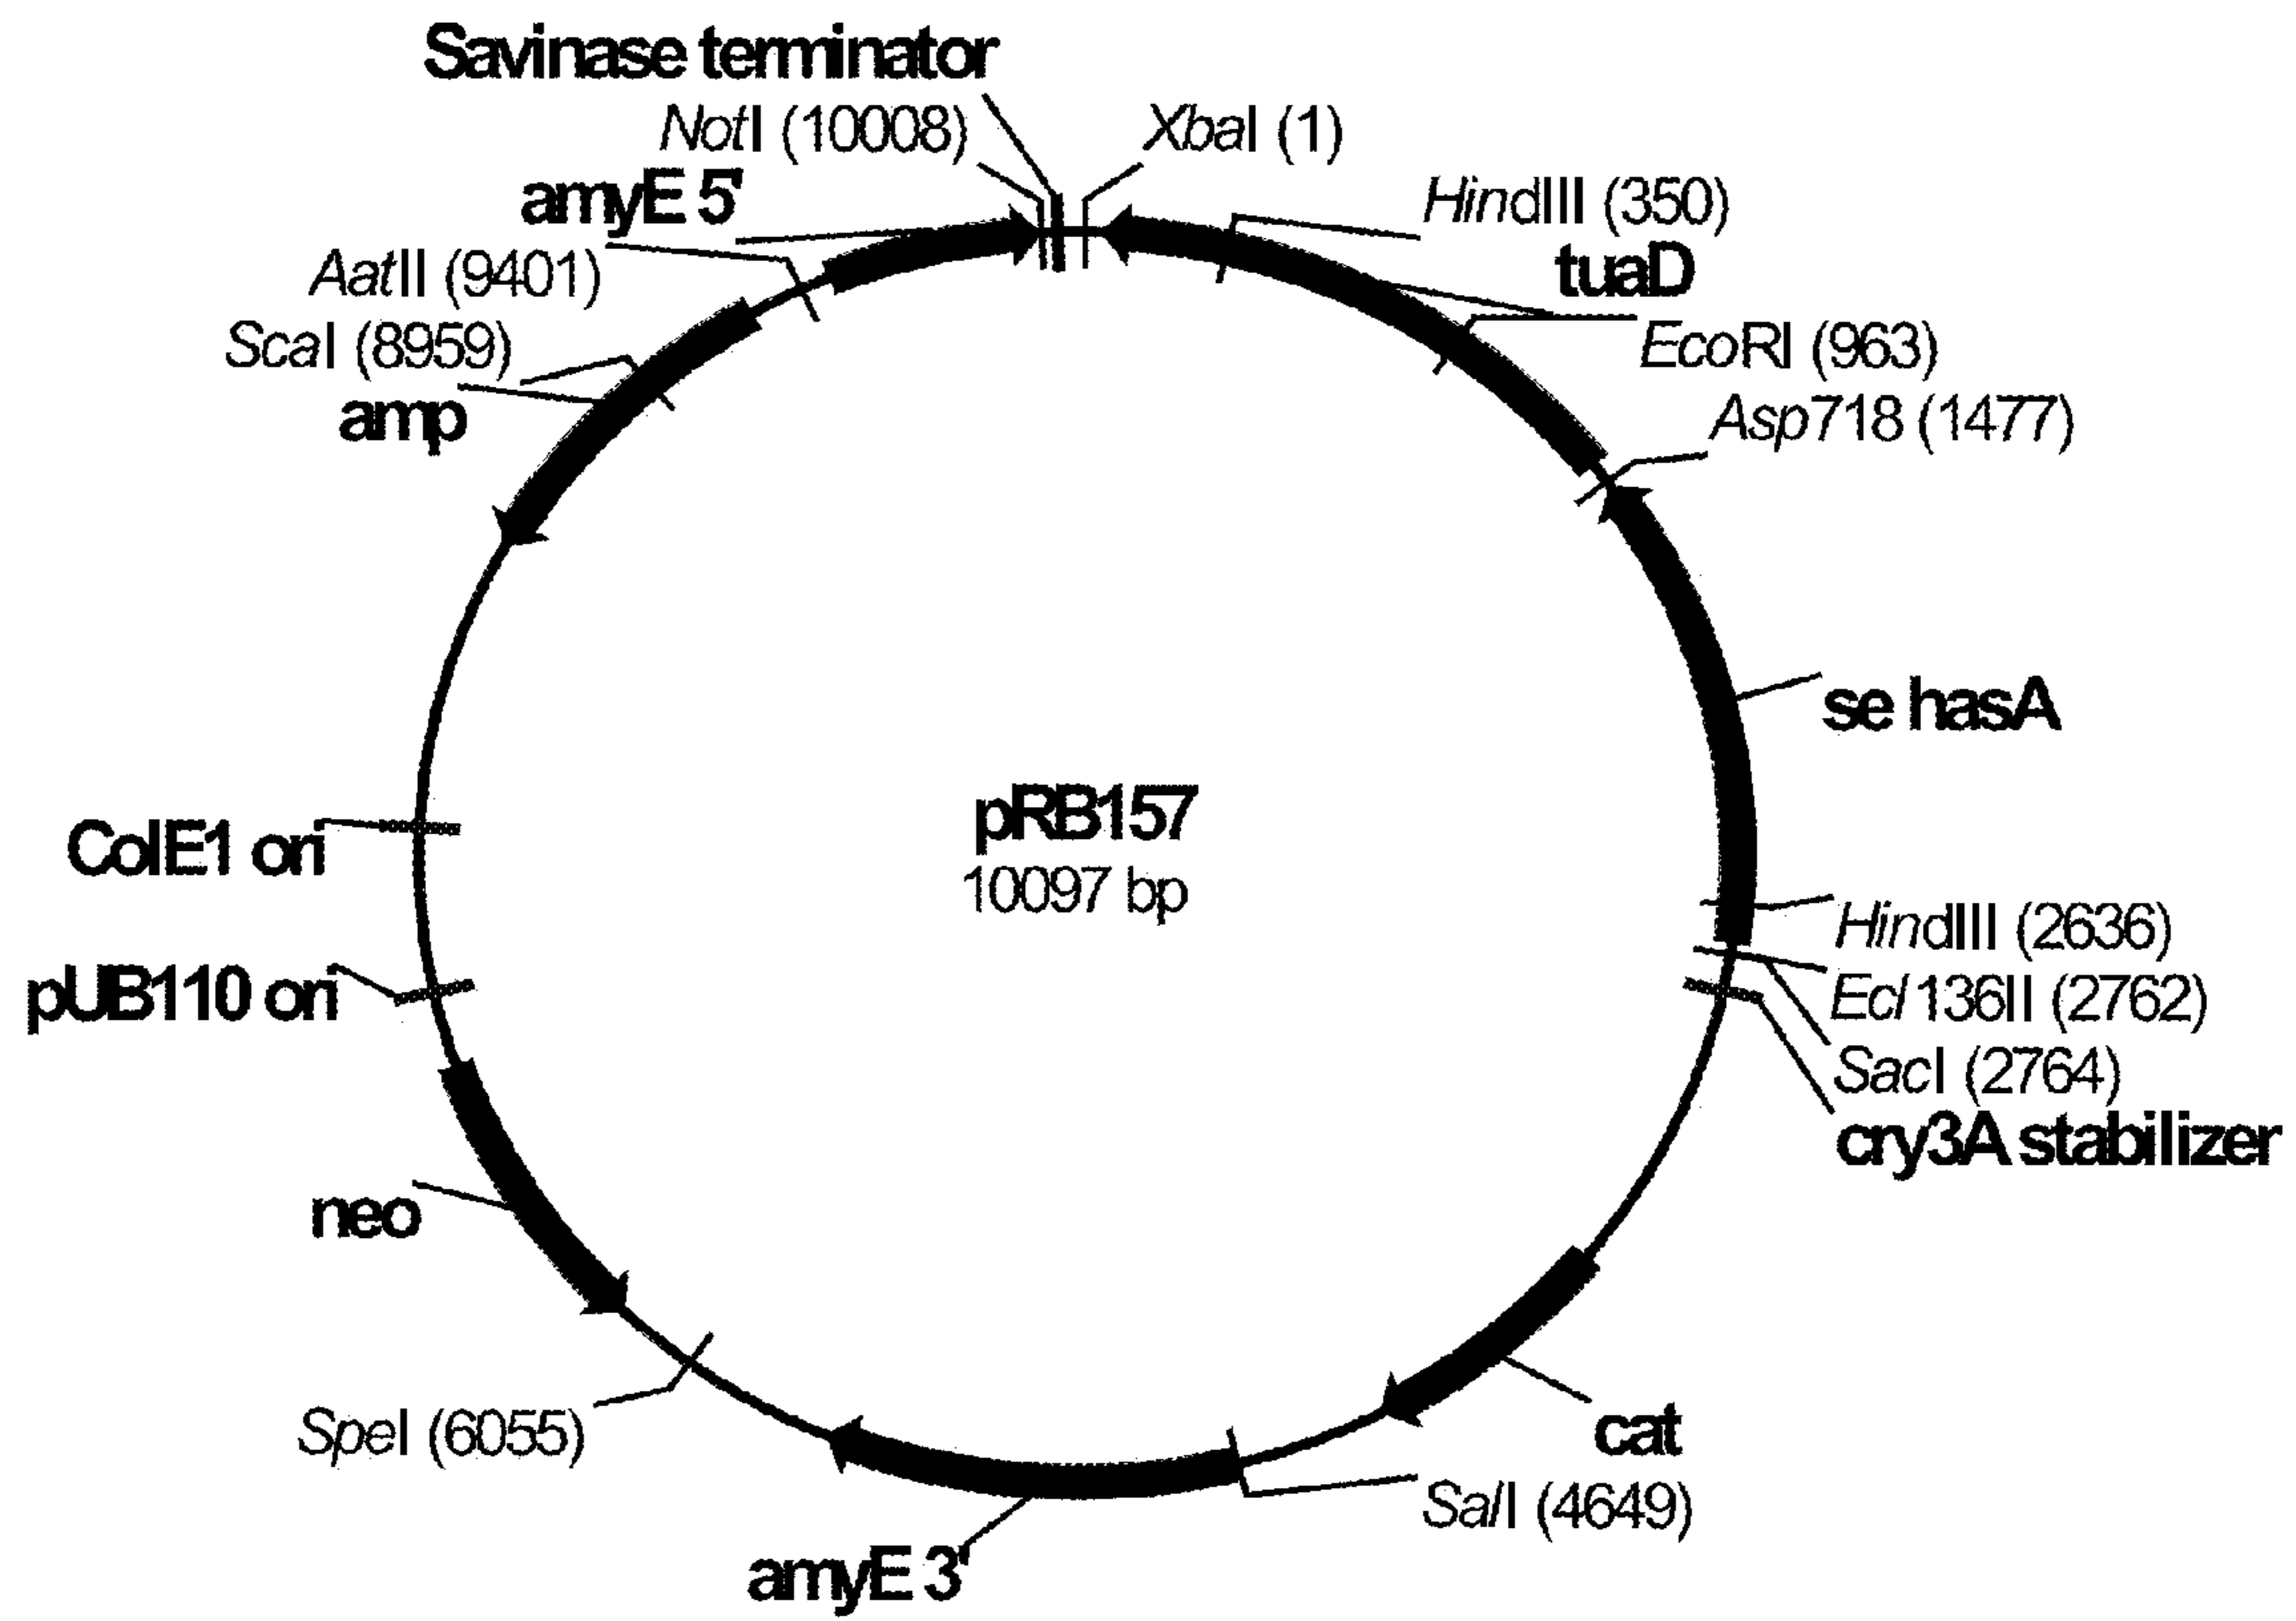 Savinase terminator
NotI (10008)
XbaI (1)
amyE 5'
HindIII (350)
tuaD
AatII (9401)
ScaI (8959)
EcoRI (963)
amp
Asp718 (1477)
se hasA
pRB157
10097 bp
ColE1 ori
HindIII (2636)
pUB110 ori
Ecl136II (2762)
SacI (2764)
cry3A stabilizer
neo
SpeI (6055)
cat
SalI (4649)
amyE 3'